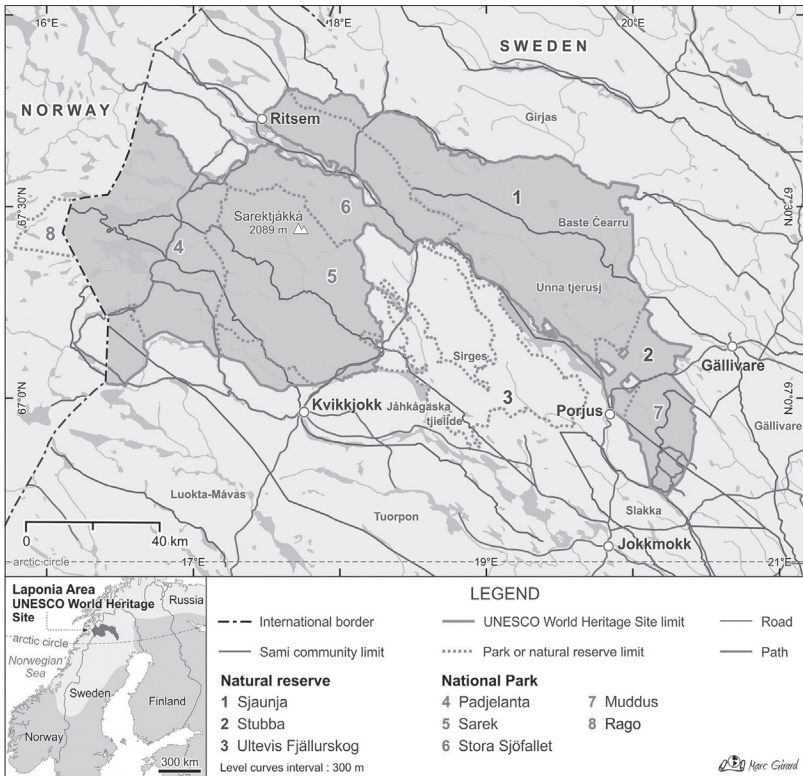 16°E
18°E
20°E
SWEDEN
NORWAY
Ritsem
Girjas
1
67°30'N
67°30'N
6
Sarektjåkkå
2089 m
Baste Čearru
8
4
5
Unna tjerusj
2
Gällivare
Sirges
3
67°0'N
67°0'N
Kvikkjokk
Jåhkågaska
tjiellde
Porjus
7
Gällivare
Luokta-Mávas
Tuorpon
Slakka
0 40 km
Jokkmokk
arctic circle
17°E
19°E
21°E
Laponia Area
UNESCO World Heritage
Site
Russia
arctic circle
Norwegian
Sea
Sweden
Finland
Norway
300 km
LEGEND
International border
UNESCO World Heritage Site limit
Road
Sami community limit
Park or natural reserve limit
Path
Natural reserve
1 Sjaunja
2 Stubba
3 Ultevis Fjällurskog
Level curves interval : 300 m
National Park
4 Padjelanta
5 Sarek
6 Stora Sjöfallet
7 Muddus
8 Rago
Marc Girard